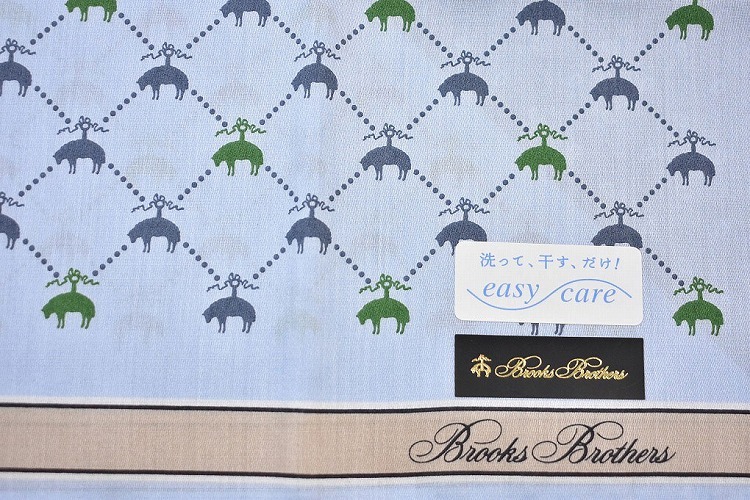 洗って、干す、だけ!
easy care
Brooks Brothers
Brooks Brothers